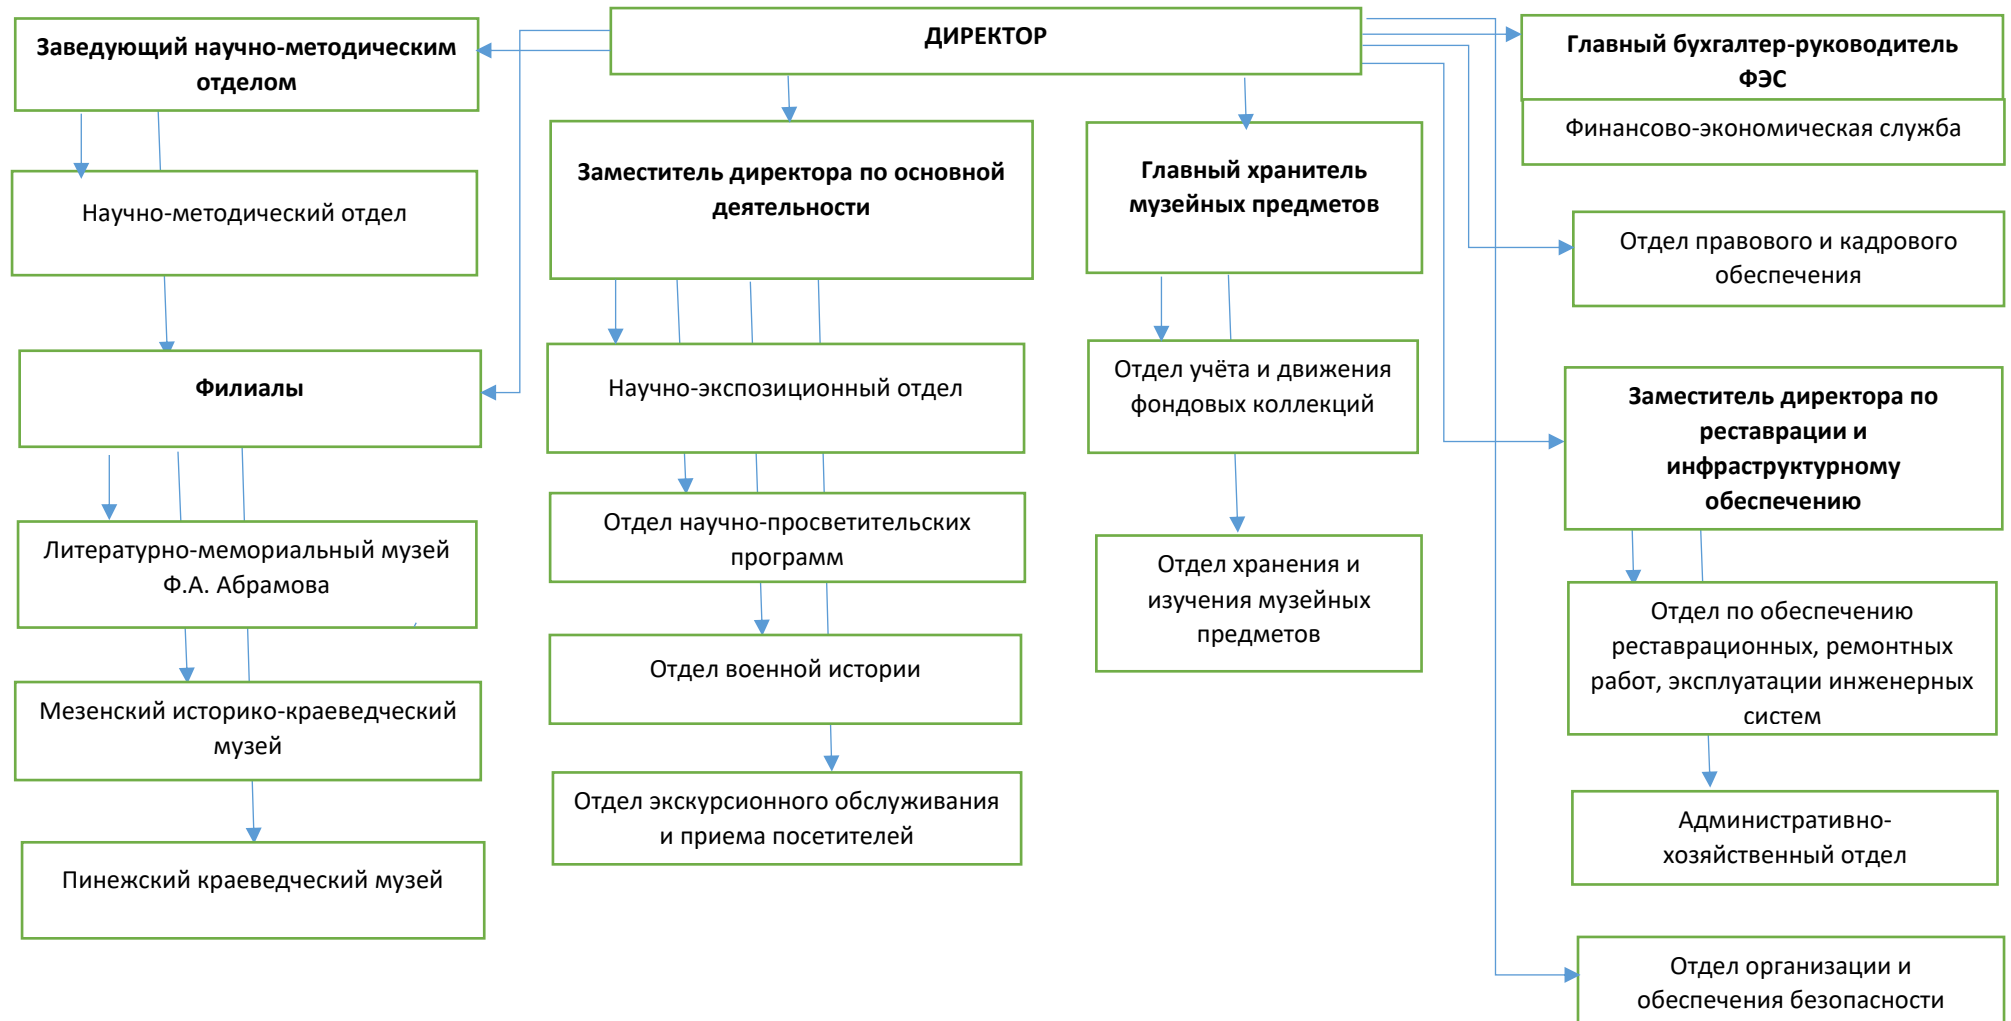 Заведующий научно-методическим
отделом
Научно-методический отдел
Филиалы
Литературно-мемориальный музей
Ф.А. Абрамова
Мезенский историко-краеведческий
музей
Пинежский краеведческий музей
ДИРЕКТОР
Заместитель директора по основной
деятельности
Научно-экспозиционный отдел
Отдел научно-просветительских
программ
Отдел военной истории
Отдел экскурсионного обслуживания
и приема посетителей
Главный хранитель
музейных предметов
Отдел учёта и движения
фондовых коллекций
Отдел хранения и
изучения музейных
предметов
Главный бухгалтер-руководитель
ФЭС
Финансово-экономическая служба
Отдел правового и кадрового
обеспечения
Заместитель директора по
реставрации и
инфраструктурному
обеспечению
Отдел по обеспечению
реставрационных, ремонтных
работ, эксплуатации инженерных
систем
Административно-
хозяйственный отдел
Отдел организации и
обеспечения безопасности